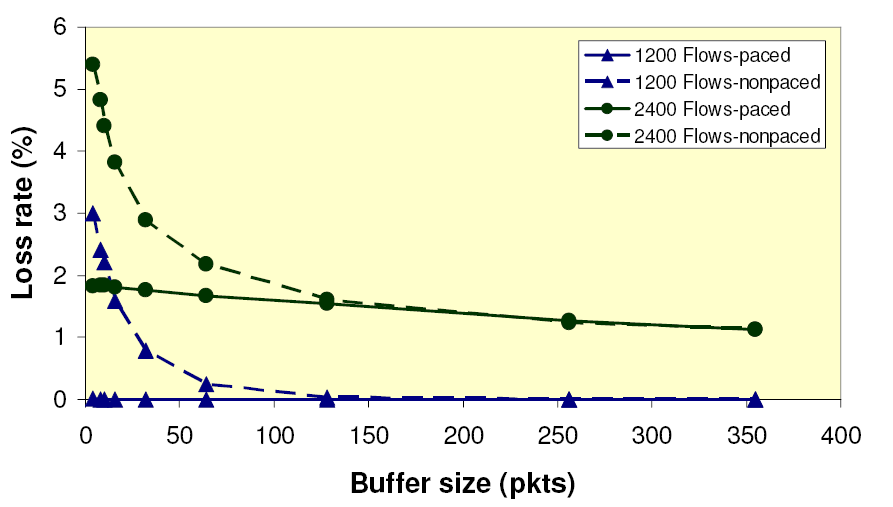 6
5
4
3
2
1
0
Loss rate (%)
1200 Flows-paced
1200 Flows-nonpaced
2400 Flows-paced
2400 Flows-nonpaced
0 50 100 150 200 250 300 350 400
Buffer size (pkts)